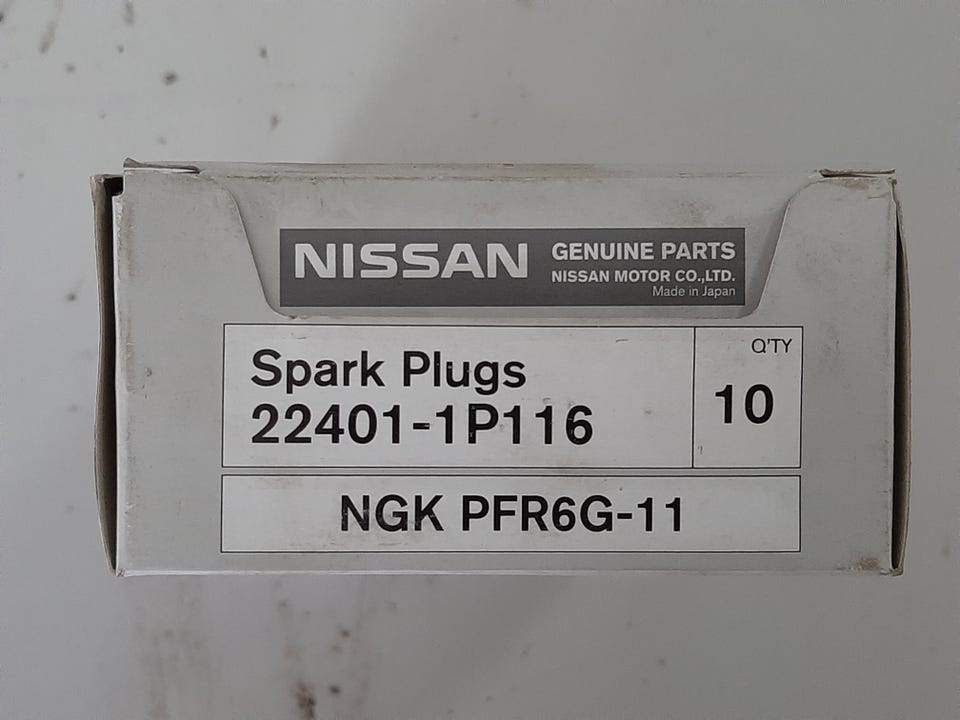 NISSAN
GENUINE PARTS
NISSAN MOTOR CO.,LTD.
Made in Japan
Spark Plugs
22401-1P116
Q'TY
10
NGK PFR6G-11